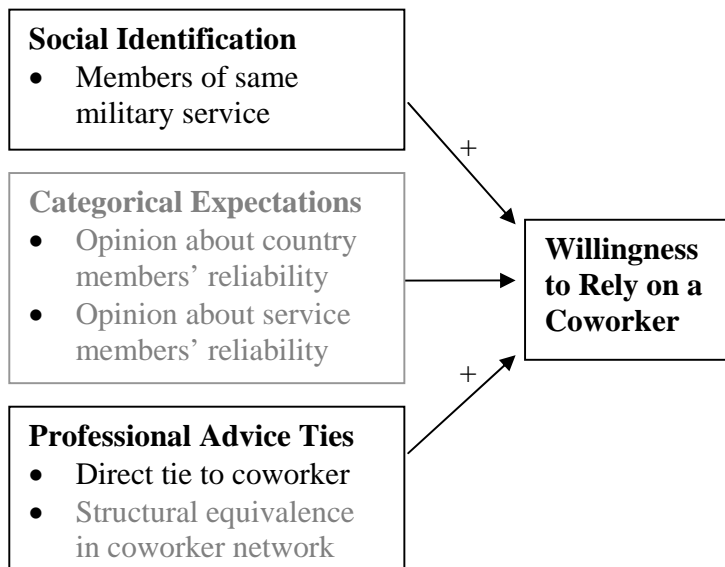 Social Identification
• Members of same
military service
+
Categorical Expectations
• Opinion about country
members’ reliability
• Opinion about service
members’ reliability
Willingness
to Rely on a
Coworker
+
Professional Advice Ties
• Direct tie to coworker
• Structural equivalence
in coworker network